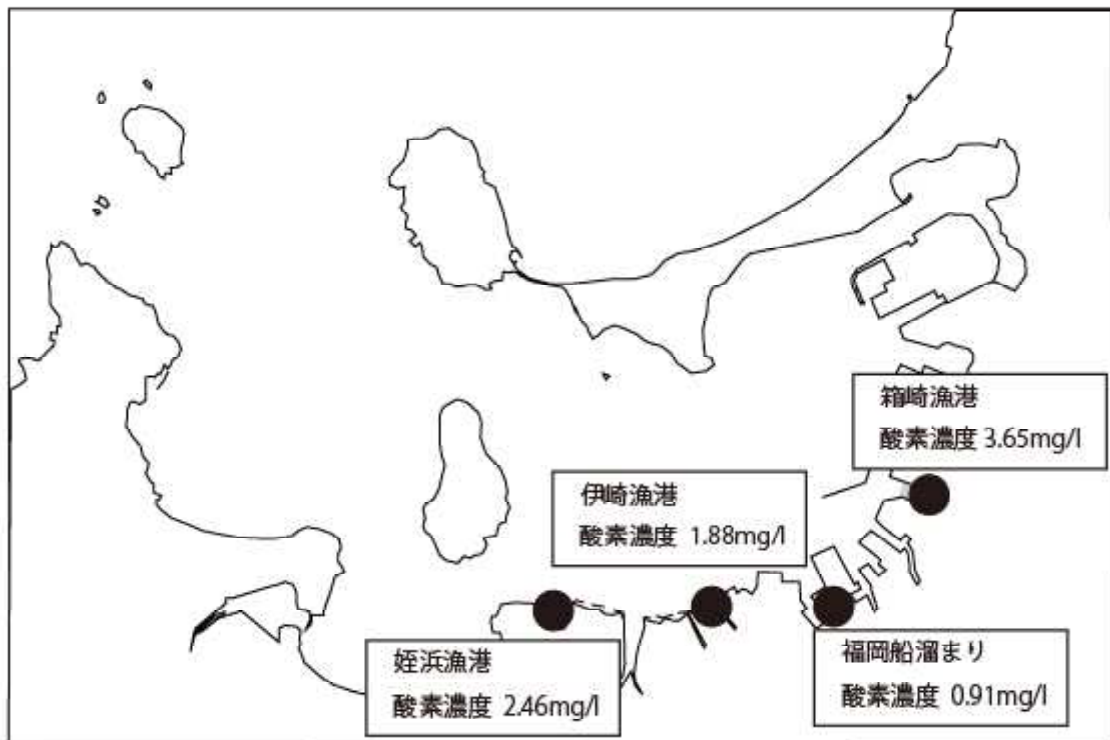 箱崎漁港
酸素濃度 3.65mg/l
伊崎漁港
酸素濃度 1.88mg/l
姪浜漁港
酸素濃度 2.46mg/l
福岡船溜まり
酸素濃度 0.91mg/l